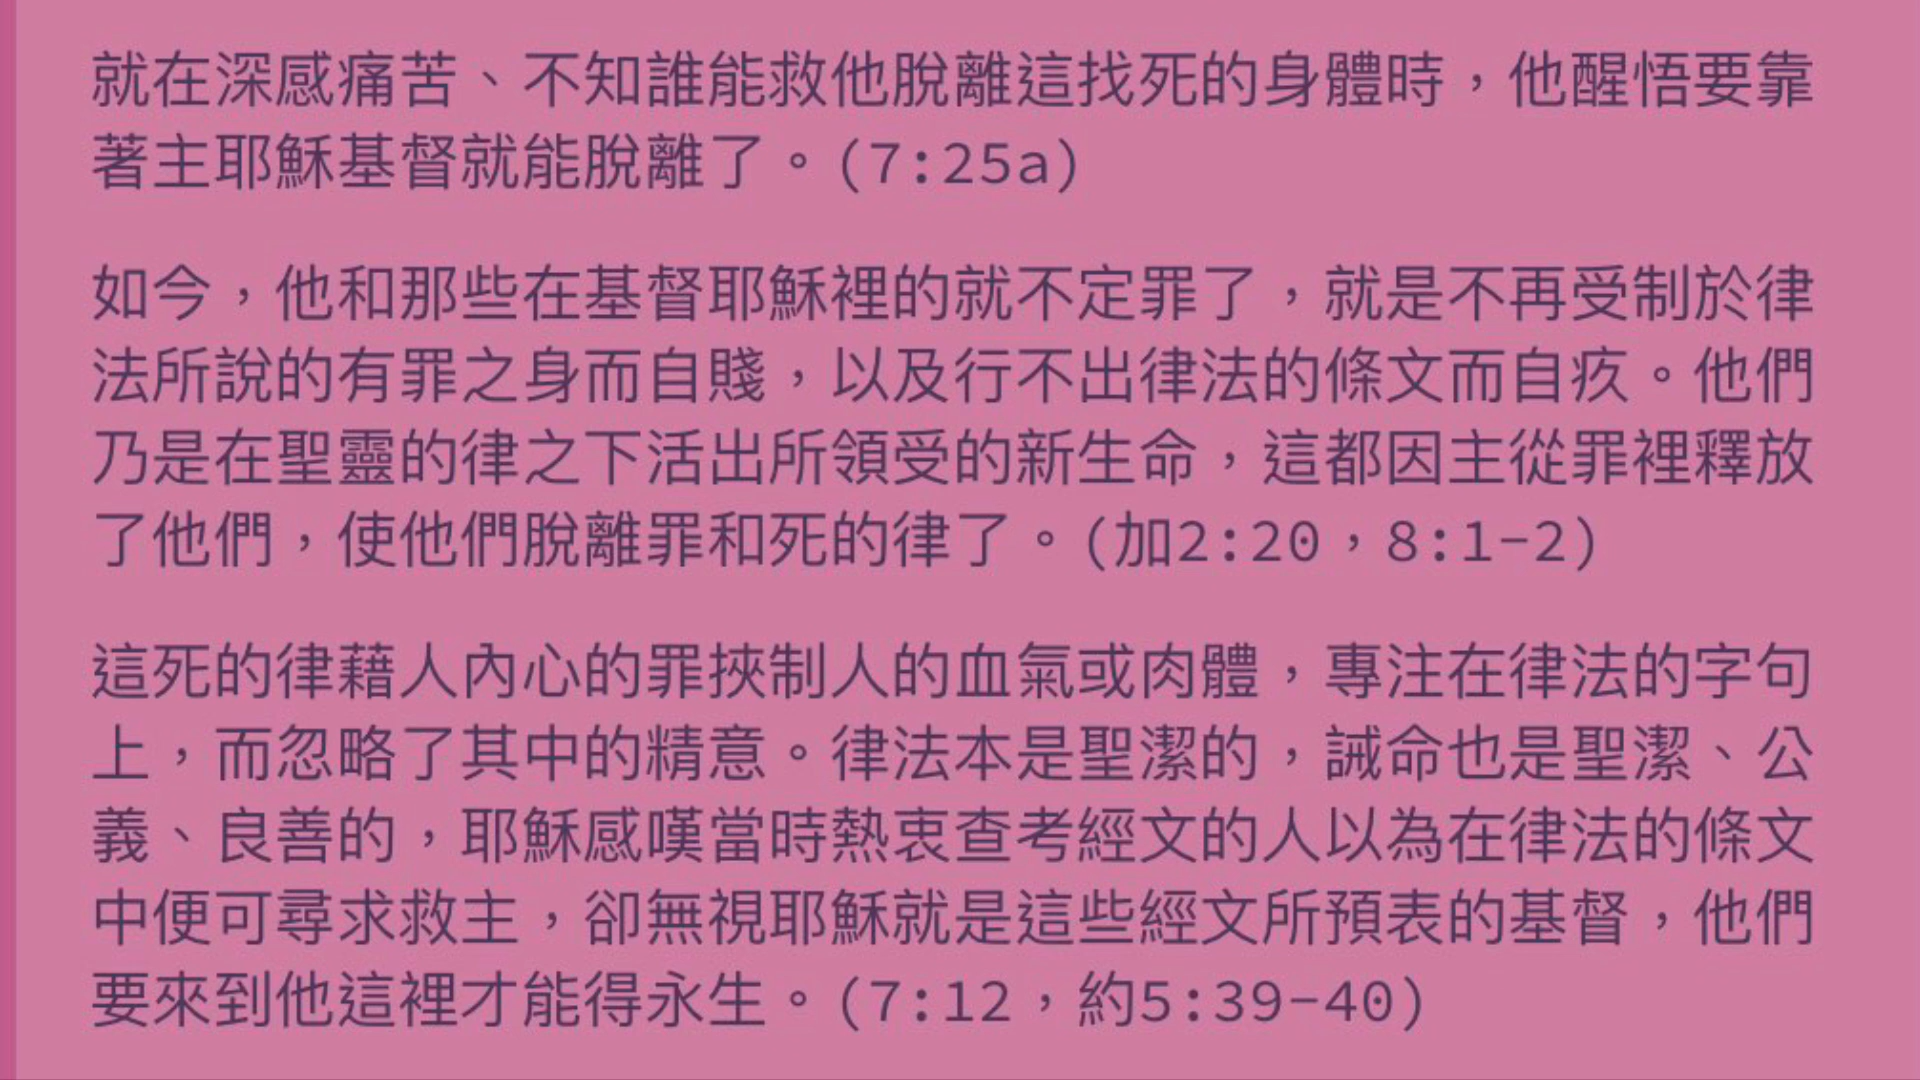 就在深感痛苦、不知誰能救他脫離這找死的身體時，他醒悟要靠
著主耶穌基督就能脫離了。(7:25a)
如今，他和那些在基督耶穌裡的就不定罪了，就是不再受制於律
法所說的有罪之身而自賤，以及行不出律法的條文而自疚。他們
乃是在聖靈的律之下活出所領受的新生命，這都因主從罪裡釋放
了他們，使他們脫離罪和死的律了。(加2:20，8:1-2)
這死的律藉人內心的罪挾制人的血氣或肉體，專注在律法的字句
上，而忽略了其中的精意。律法本是聖潔的，誡命也是聖潔、公
義、良善的，耶穌感嘆當時熱衷查考經文的人以為在律法的條文
中便可尋求救主，卻無視耶穌就是這些經文所預表的基督，他們
要來到他這裡才能得永生。(7:12，約5:39-40)